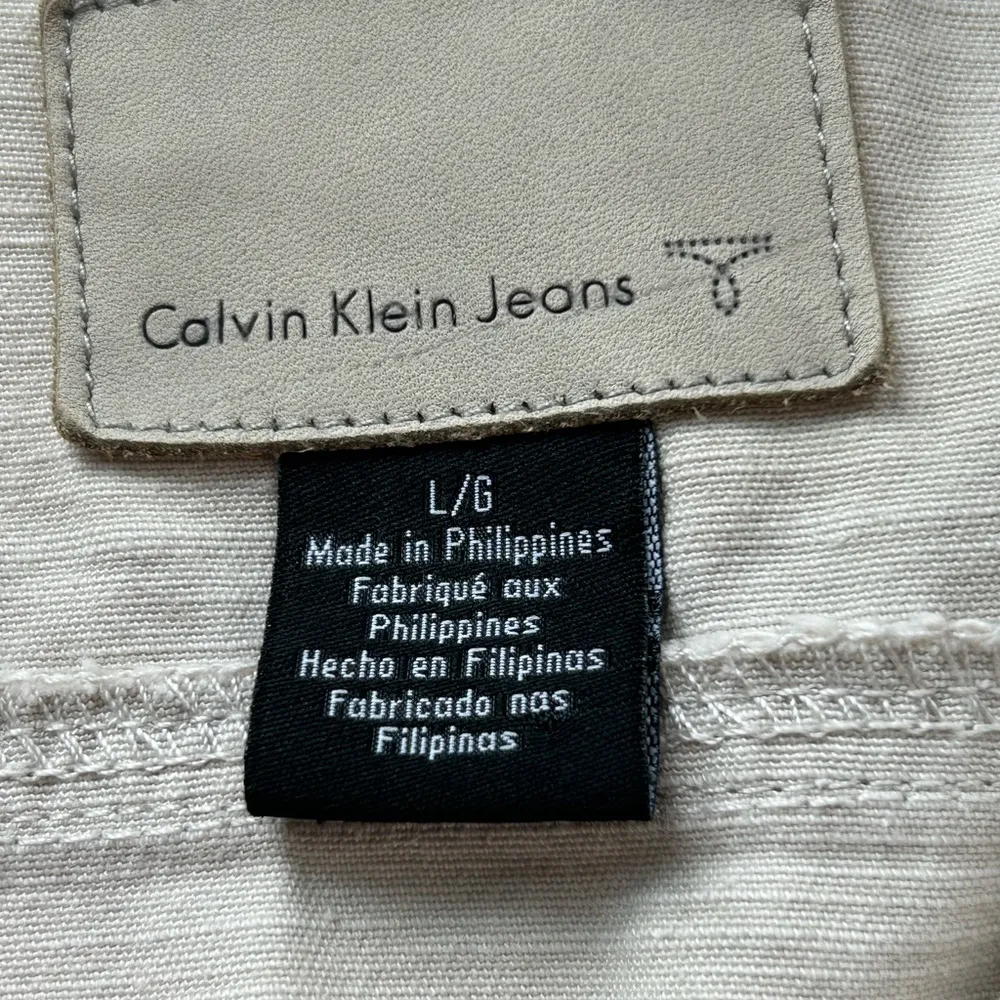 Calvin Klein Jeans
L/G
Made in Philippines
Fabriqué aux
Philippines
Hecho en Filipinas
Fabricado nas
Filipinas